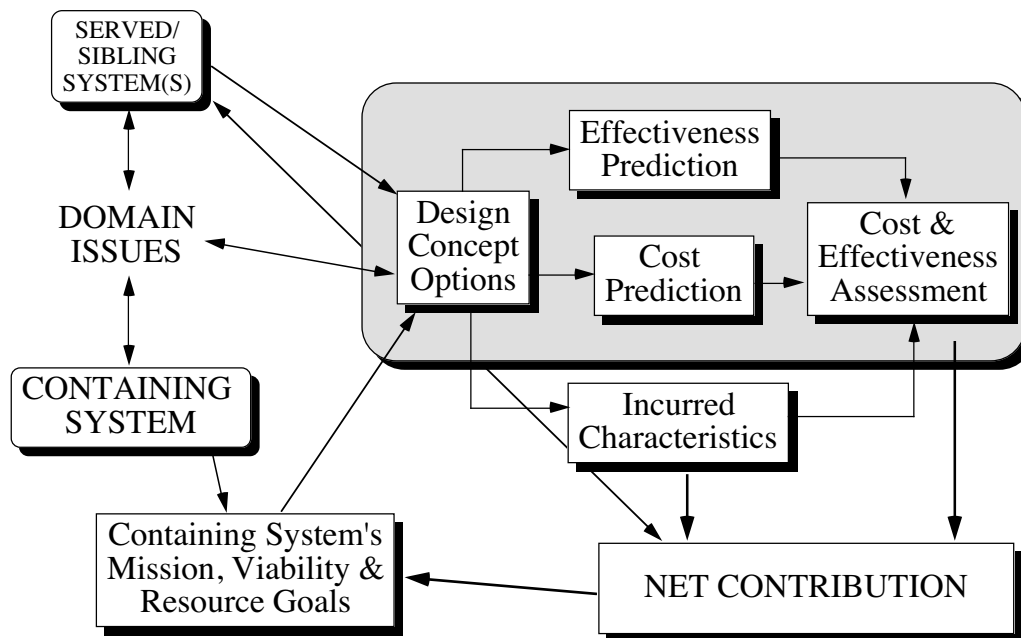 SERVED/
SIBLING
SYSTEM(S)
DOMAIN
ISSUES
CONTAINING
SYSTEM
Containing System's
Mission, Viability &
Resource Goals
Design
Concept
Options
Effectiveness
Prediction
Cost
Prediction
Cost &
Effectiveness
Assessment
Incurred
Characteristics
NET CONTRIBUTION